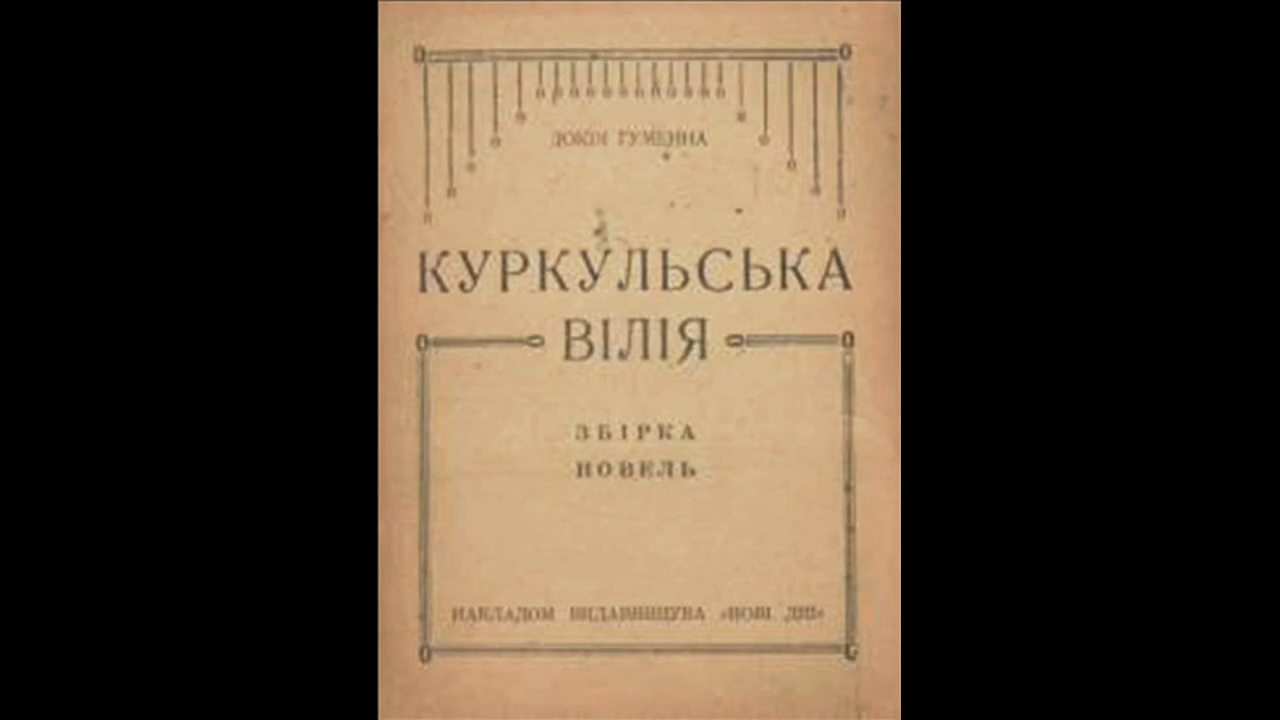 ДОКІЯ ГУМЕННА
КУРКУЛЬСЬКА
ВІЛІЯ
ЗБІРКА
НОВЕЛЬ
НАКЛАДОМ ВИДАВНИЦТВА «НОВІ ДНІ»